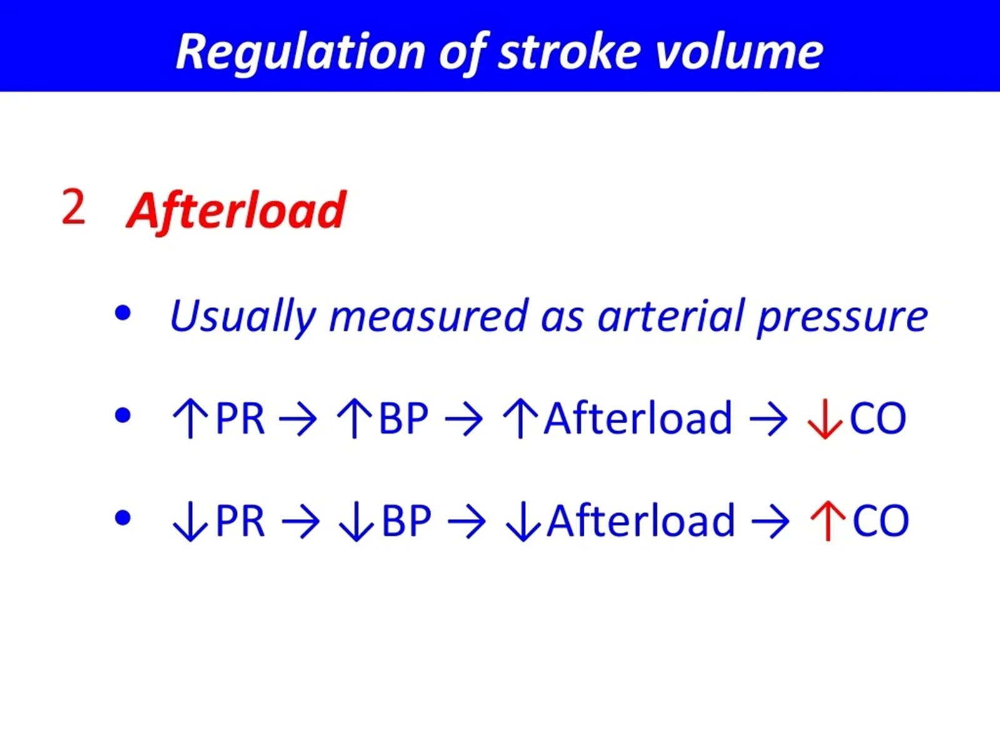 Regulation of stroke volume
2 Afterload
• Usually measured as arterial pressure
• ↑PR → ↑BP → ↑Afterload → ↓CO
• ↓PR → ↓BP → ↓Afterload → ↑CO